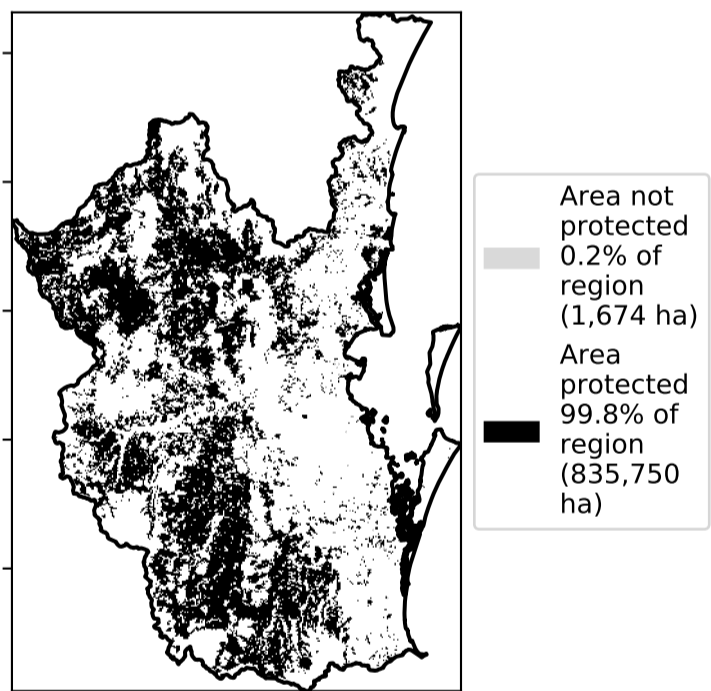 Area not
protected
0.2% of
region
(1,674 ha)
Area
protected
99.8% of
region
(835,750
ha)